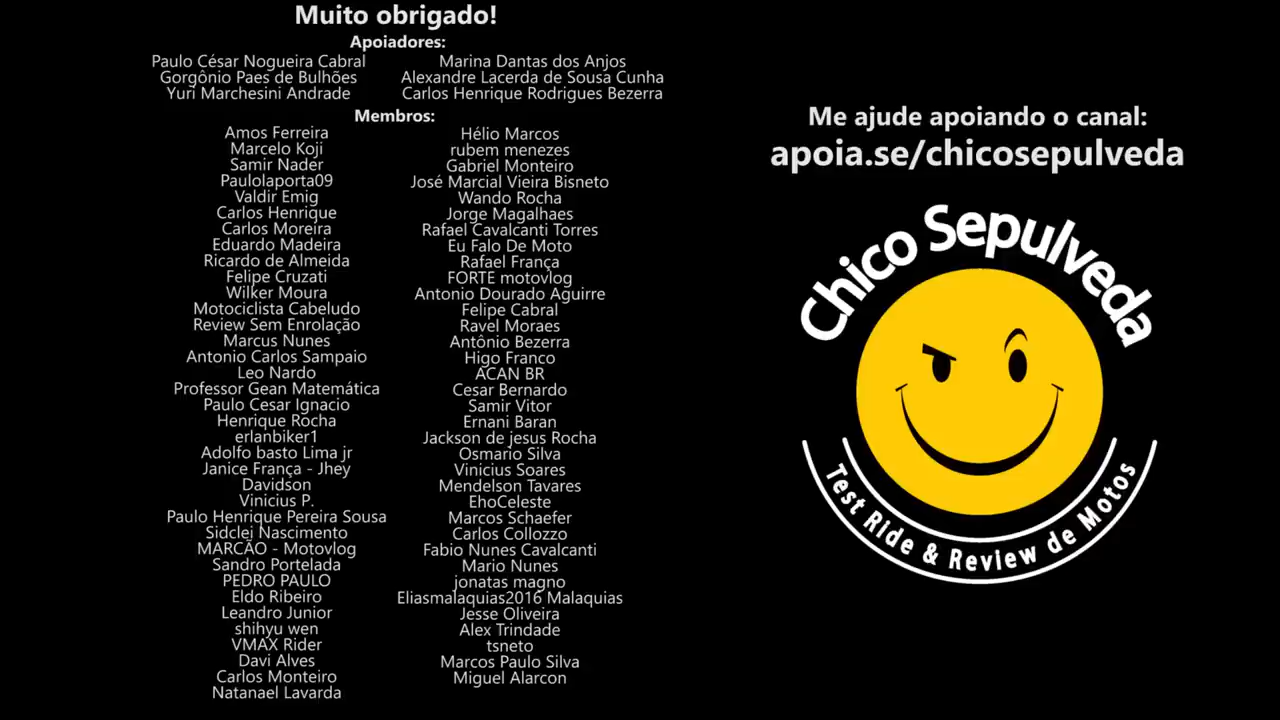 Muito obrigado!
Apoiadores:
Paulo César Nogueira Cabral
Gorgônio Paes de Bulhões
Yuri Marchesini Andrade
Marina Dantas dos Anjos
Alexandre Lacerda de Sousa Cunha
Carlos Henrique Rodrigues Bezerra
Membros:
Amos Ferreira
Marcelo Koji
Samir Nader
Paulolaporta09
Valdir Emig
Carlos Henrique
Carlos Moreira
Eduardo Madeira
Ricardo de Almeida
Felipe Cruzati
Wilker Moura
Motociclista Cabeludo
Review Sem Enrolação
Marcus Nunes
Antonio Carlos Sampaio
Leo Nardo
Professor Gean Matemática
Paulo Cesar Ignacio
Henrique Rocha
erlanbiker1
Adolfo basto Lima jr
Janice França - Jhey
Davidson
Vinicius P.
Paulo Henrique Pereira Sousa
Sidclei Nascimento
MARCÃO - Motovlog
Sandro Portelada
PEDRO PAULO
Eldo Ribeiro
Leandro Junior
shihyu wen
VMAX Rider
Davi Alves
Carlos Monteiro
Natanael Lavarda
Hélio Marcos
rubem menezes
Gabriel Monteiro
José Marcial Vieira Bisneto
Wando Rocha
Jorge Magalhaes
Rafael Cavalcanti Torres
Eu Falo De Moto
Rafael França
FORTE motovlog
Antonio Dourado Aguirre
Felipe Cabral
Ravel Moraes
Antônio Bezerra
Higo Franco
ACAN BR
Cesar Bernardo
Samir Vitor
Ernani Baran
Jackson de jesus Rocha
Osmario Silva
Vinicius Soares
Mendelson Tavares
EhoCeleste
Marcos Schaefer
Carlos Collozzo
Fabio Nunes Cavalcanti
Mario Nunes
jonatas magno
Eliasmalaquias2016 Malaquias
Jesse Oliveira
Alex Trindade
tsneto
Marcos Paulo Silva
Miguel Alarcon
Me ajude apoiando o canal:
apoia.se/chicosepulveda
Chico Sepulveda
Test Ride & Review de Motos